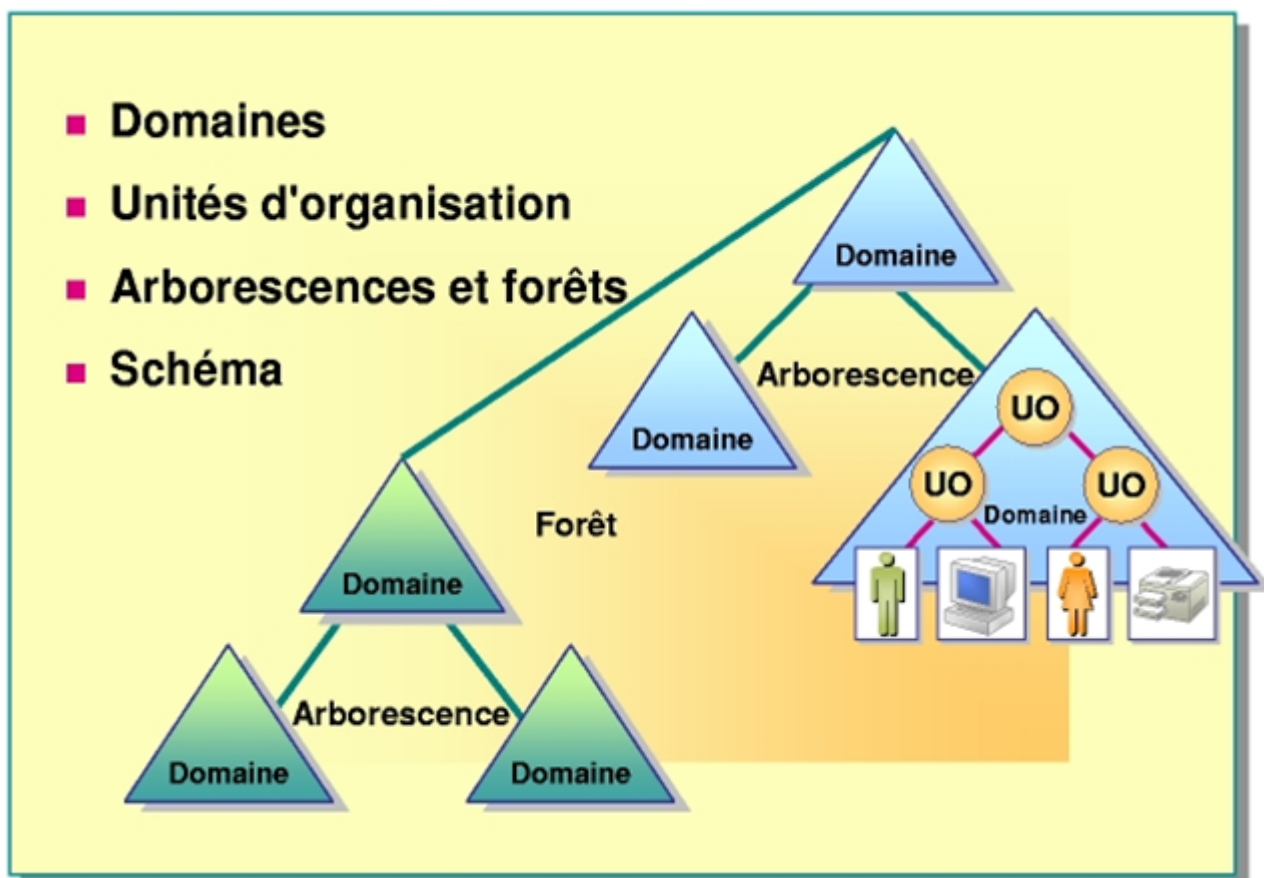 Domaines
Unités d'organisation
Arborescences et forêts
Schéma
Domaine
Arborescence
Domaine
UO
UO
UO
Domaine
Forêt
Domaine
Arborescence
Domaine
Domaine